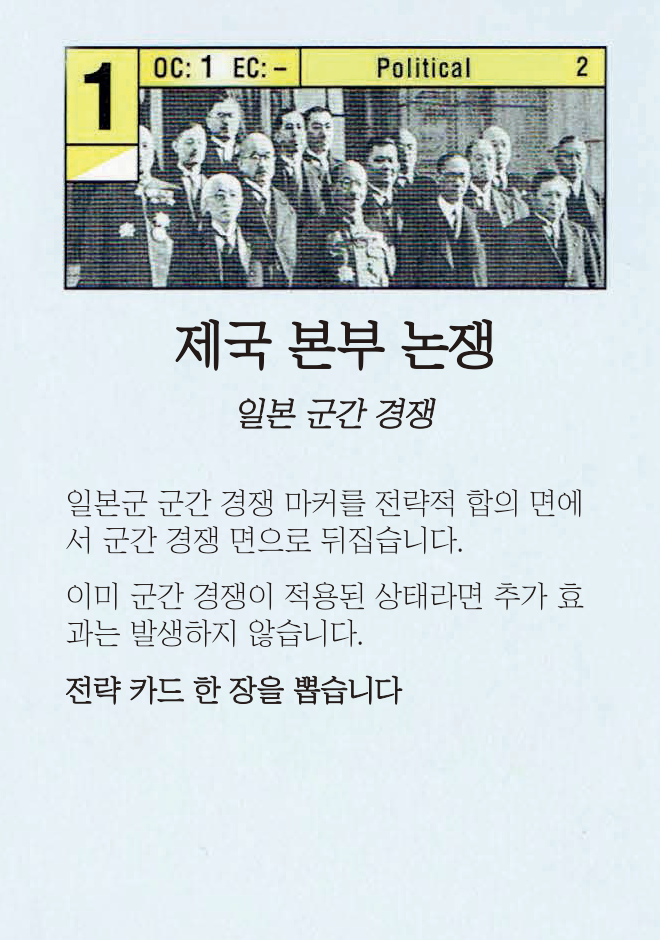 1
OC: 1 EC: –
Political
2
제국 본부 논쟁
일본 군간 경쟁
일본군 군간 경쟁 마커를 전략적 합의 면에
서 군간 경쟁 면으로 뒤집습니다.
이미 군간 경쟁이 적용된 상태라면 추가 효
과는 발생하지 않습니다.
전략 카드 한 장을 뽑습니다